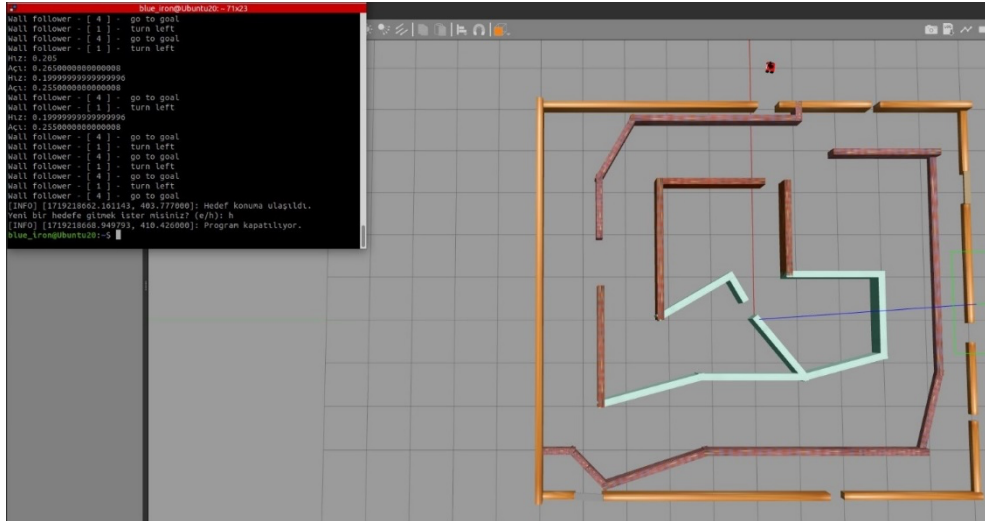 blue_iron@Ubuntu20: ~ 71x23
Wall follower - [ 4 ] -  go to goal
Wall follower - [ 1 ] -  turn left
Wall follower - [ 4 ] -  go to goal
Wall follower - [ 1 ] -  turn left
Hız: 0.205
Açı: 0.2650000000000008
Hız: 0.19999999999999996
Açı: 0.2550000000000008
Wall follower - [ 4 ] -  go to goal
Wall follower - [ 1 ] -  turn left
Hız: 0.19999999999999996
Açı: 0.2550000000000008
Wall follower - [ 4 ] -  go to goal
Wall follower - [ 1 ] -  turn left
Wall follower - [ 4 ] -  go to goal
Wall follower - [ 1 ] -  turn left
Wall follower - [ 4 ] -  go to goal
Wall follower - [ 1 ] -  turn left
Wall follower - [ 4 ] -  go to goal
[INFO] [1719218662.161143, 403.777000]: Hedef konuma ulaşıldı.
Yeni bir hedefe gitmek ister misiniz? (e/h): h
[INFO] [1719218668.949793, 410.426000]: Program kapatılıyor.
blue_iron@Ubuntu20:~$